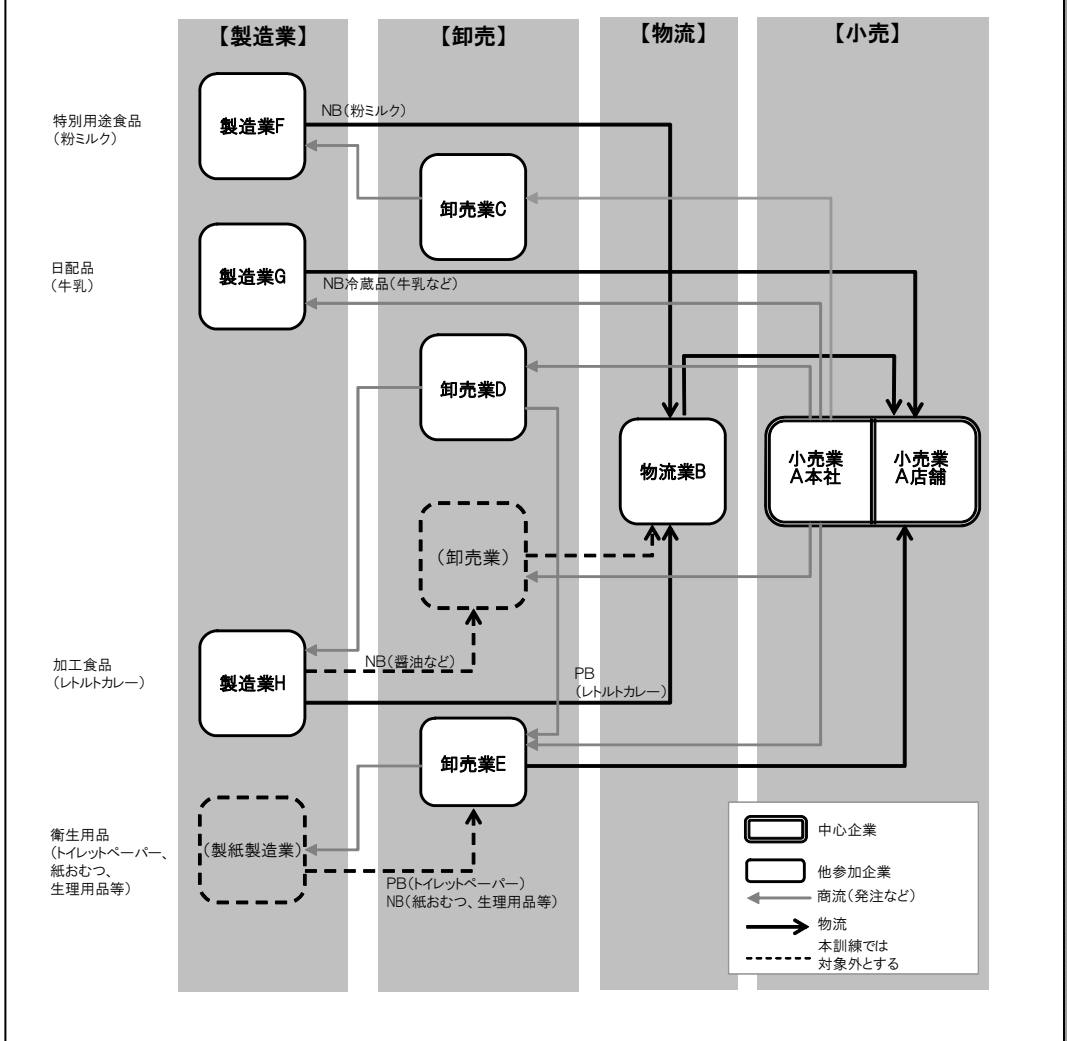 【製造業】
【卸売】
【物流】
【小売】
特別用途食品
（粉ミルク）
製造業F
NB（粉ミルク）
卸売業C
日配品
（牛乳）
製造業G
NB冷蔵品（牛乳など）
卸売業D
物流業B
小売業
A本社
小売業
A店舗
（卸売業）
加工食品
（レトルトカレー）
製造業H
NB（醤油など）
PB
（レトルトカレー）
卸売業E
衛生用品
（トイレットペーパー、
紙おむつ、
生理用品等）
（製紙製造業）
PB（トイレットペーパー）
NB（紙おむつ、生理用品等）
中心企業
他参加企業
商流（発注など）
物流
本訓練では
対象外とする